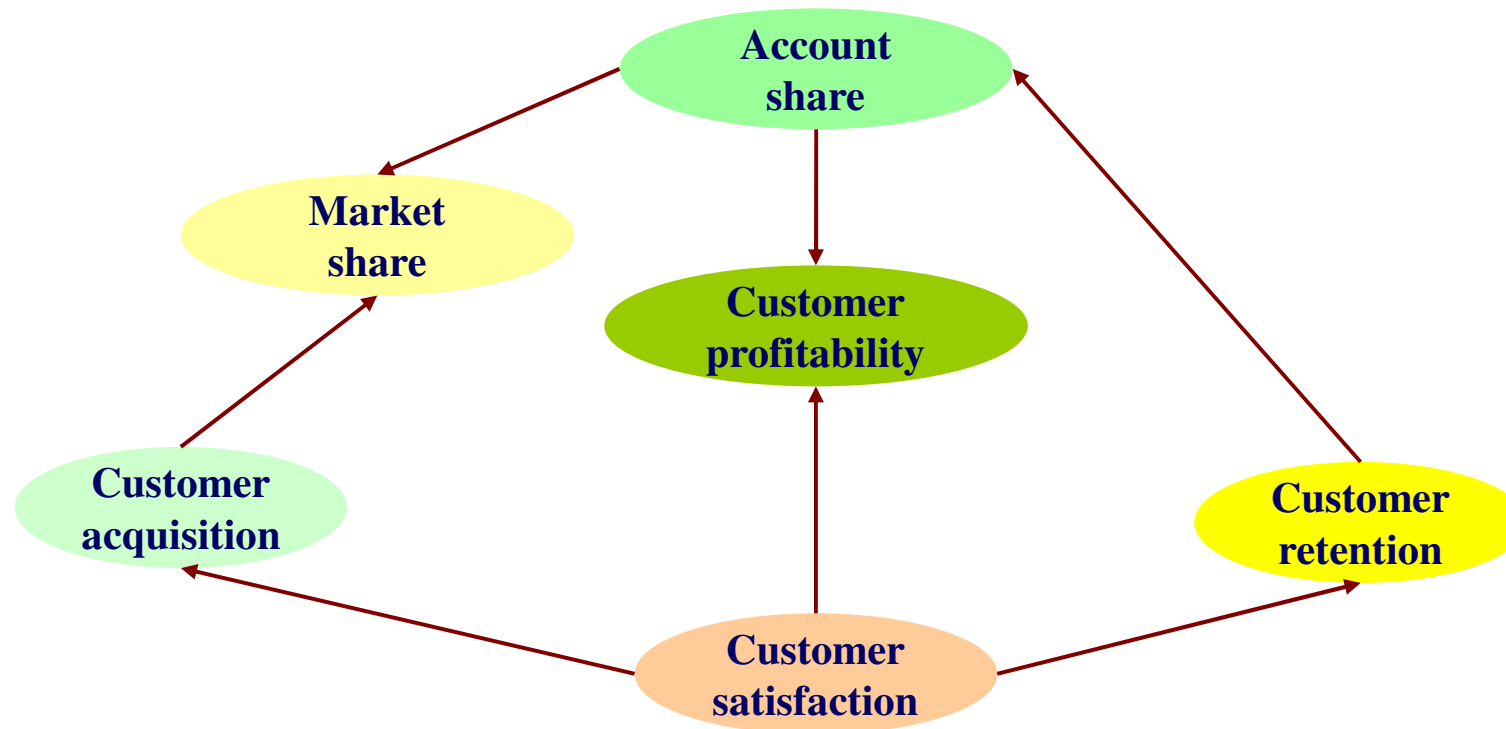 Account
share
Market
share
Customer
profitability
Customer
acquisition
Customer
retention
Customer
satisfaction